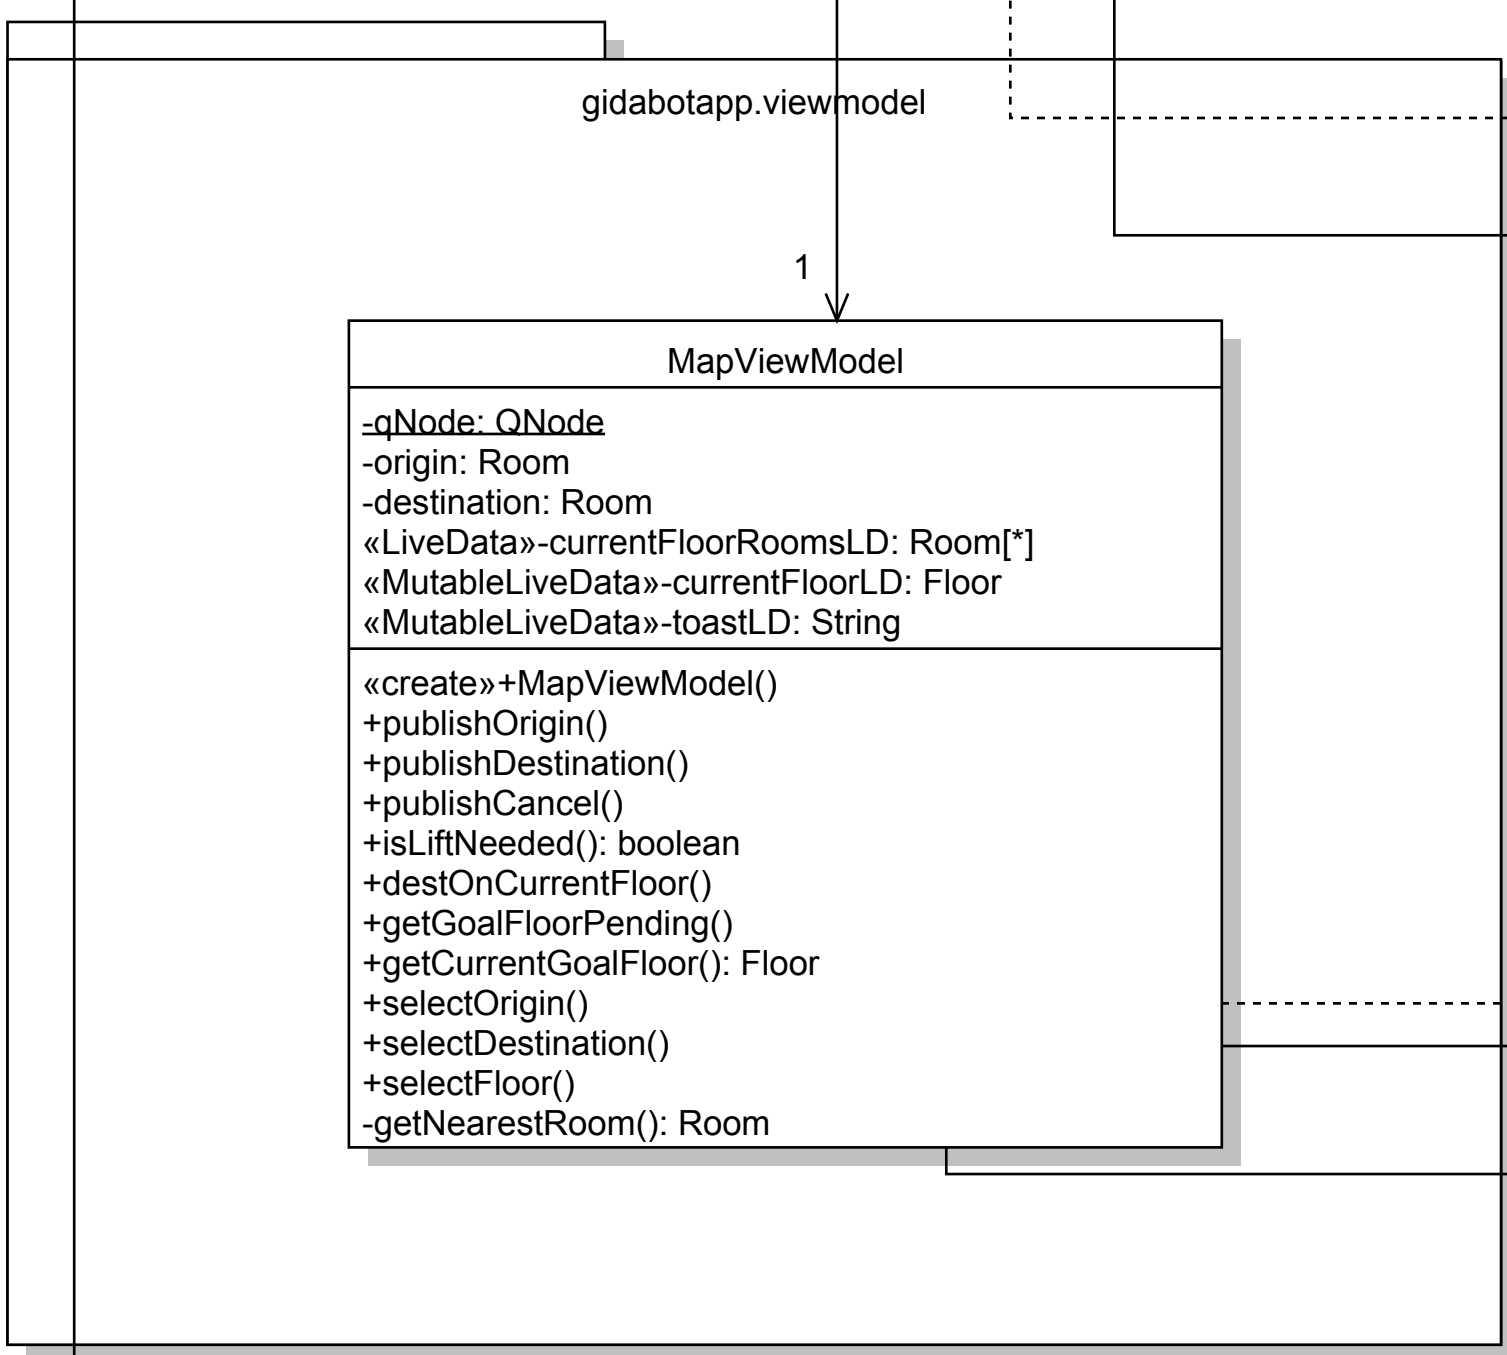 gidabotapp.viewmodel
1
MapViewModel
-qNode: QNode
-origin: Room
-destination: Room
«LiveData»-currentFloorRoomsLD: Room[*]
«MutableLiveData»-currentFloorLD: Floor
«MutableLiveData»-toastLD: String
«create»+MapViewModel()
+publishOrigin()
+publishDestination()
+publishCancel()
+isLiftNeeded(): boolean
+destOnCurrentFloor()
+getGoalFloorPending()
+getCurrentGoalFloor(): Floor
+selectOrigin()
+selectDestination()
+selectFloor()
-getNearestRoom(): Room